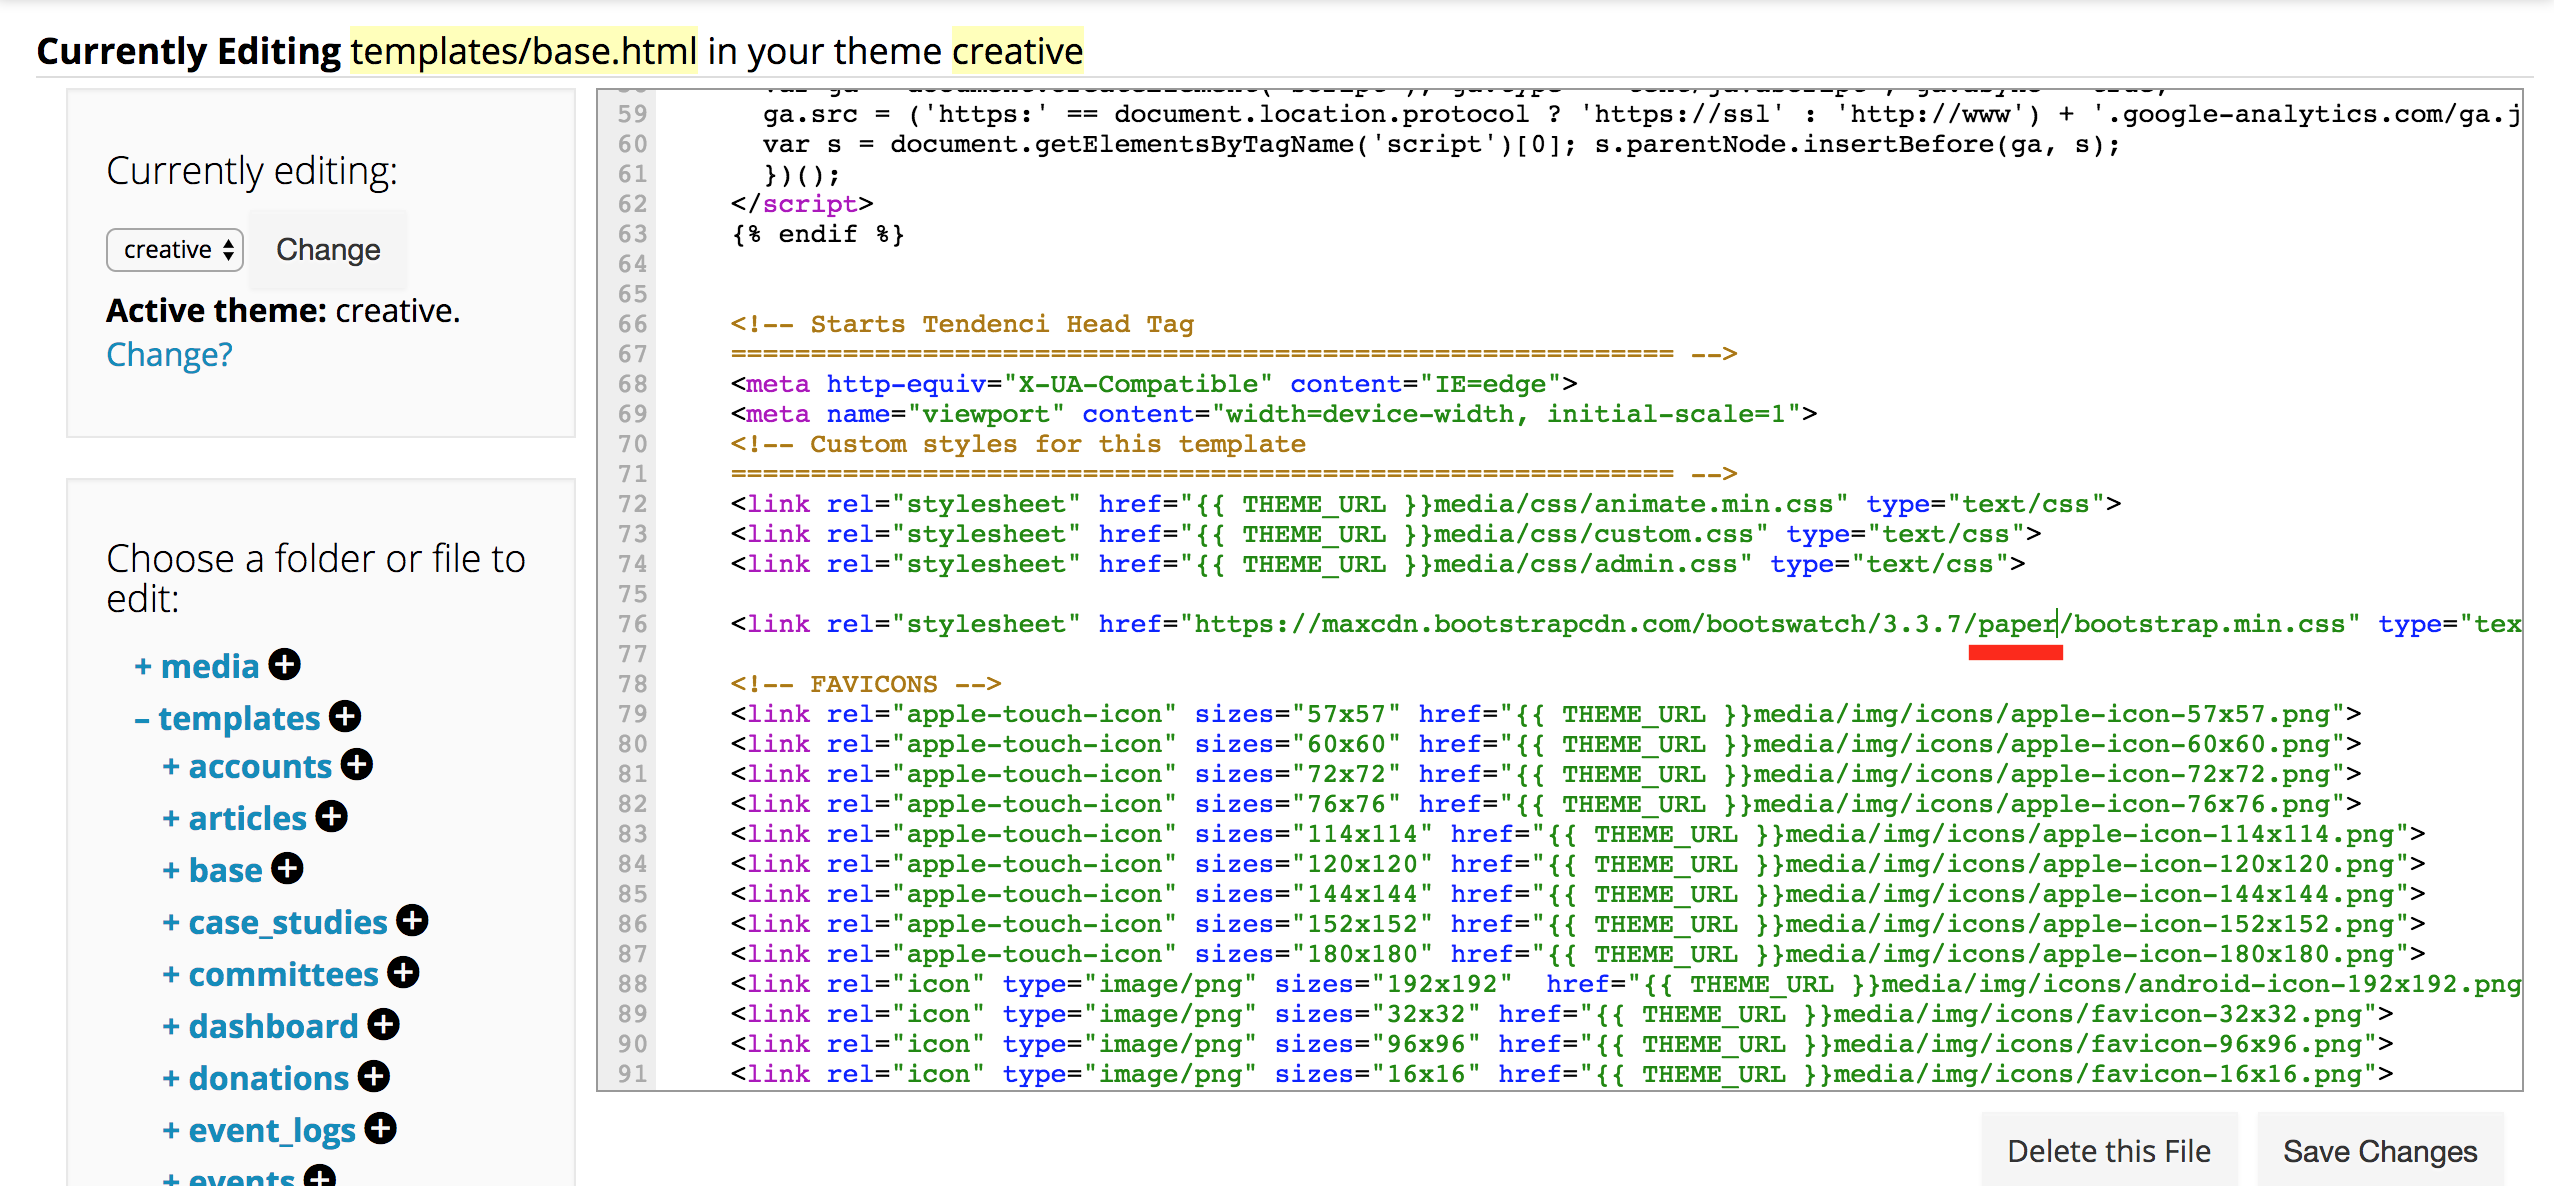 Currently Editing templates/base.html in your theme creative
Currently editing:
creative Change
Active theme: creative.
Change?
Choose a folder or file to
edit:
+ media
– templates
+ accounts
+ articles
+ base
+ case_studies
+ committees
+ dashboard
+ donations
+ event_logs
+ events
59 ga.src = ('https:' == document.location.protocol ? 'https://ssl' : 'http://www') + '.google-analytics.com/ga.j
60 var s = document.getElementsByTagName('script')[0]; s.parentNode.insertBefore(ga, s);
61 })();
62 </script>
63 {% endif %}
64
65
66 <!-- Starts Tendenci Head Tag
67 =========================================================== -->
68 <meta http-equiv="X-UA-Compatible" content="IE=edge">
69 <meta name="viewport" content="width=device-width, initial-scale=1">
70 <!-- Custom styles for this template
71 =========================================================== -->
72 <link rel="stylesheet" href="{{ THEME_URL }}media/css/animate.min.css" type="text/css">
73 <link rel="stylesheet" href="{{ THEME_URL }}media/css/custom.css" type="text/css">
74 <link rel="stylesheet" href="{{ THEME_URL }}media/css/admin.css" type="text/css">
75
76 <link rel="stylesheet" href="https://maxcdn.bootstrapcdn.com/bootswatch/3.3.7/paper/bootstrap.min.css" type="tex
77
78 <!-- FAVICONS -->
79 <link rel="apple-touch-icon" sizes="57x57" href="{{ THEME_URL }}media/img/icons/apple-icon-57x57.png">
80 <link rel="apple-touch-icon" sizes="60x60" href="{{ THEME_URL }}media/img/icons/apple-icon-60x60.png">
81 <link rel="apple-touch-icon" sizes="72x72" href="{{ THEME_URL }}media/img/icons/apple-icon-72x72.png">
82 <link rel="apple-touch-icon" sizes="76x76" href="{{ THEME_URL }}media/img/icons/apple-icon-76x76.png">
83 <link rel="apple-touch-icon" sizes="114x114" href="{{ THEME_URL }}media/img/icons/apple-icon-114x114.png">
84 <link rel="apple-touch-icon" sizes="120x120" href="{{ THEME_URL }}media/img/icons/apple-icon-120x120.png">
85 <link rel="apple-touch-icon" sizes="144x144" href="{{ THEME_URL }}media/img/icons/apple-icon-144x144.png">
86 <link rel="apple-touch-icon" sizes="152x152" href="{{ THEME_URL }}media/img/icons/apple-icon-152x152.png">
87 <link rel="apple-touch-icon" sizes="180x180" href="{{ THEME_URL }}media/img/icons/apple-icon-180x180.png">
88 <link rel="icon" type="image/png" sizes="192x192"  href="{{ THEME_URL }}media/img/icons/android-icon-192x192.png
89 <link rel="icon" type="image/png" sizes="32x32" href="{{ THEME_URL }}media/img/icons/favicon-32x32.png">
90 <link rel="icon" type="image/png" sizes="96x96" href="{{ THEME_URL }}media/img/icons/favicon-96x96.png">
91 <link rel="icon" type="image/png" sizes="16x16" href="{{ THEME_URL }}media/img/icons/favicon-16x16.png">
Delete this File Save Changes